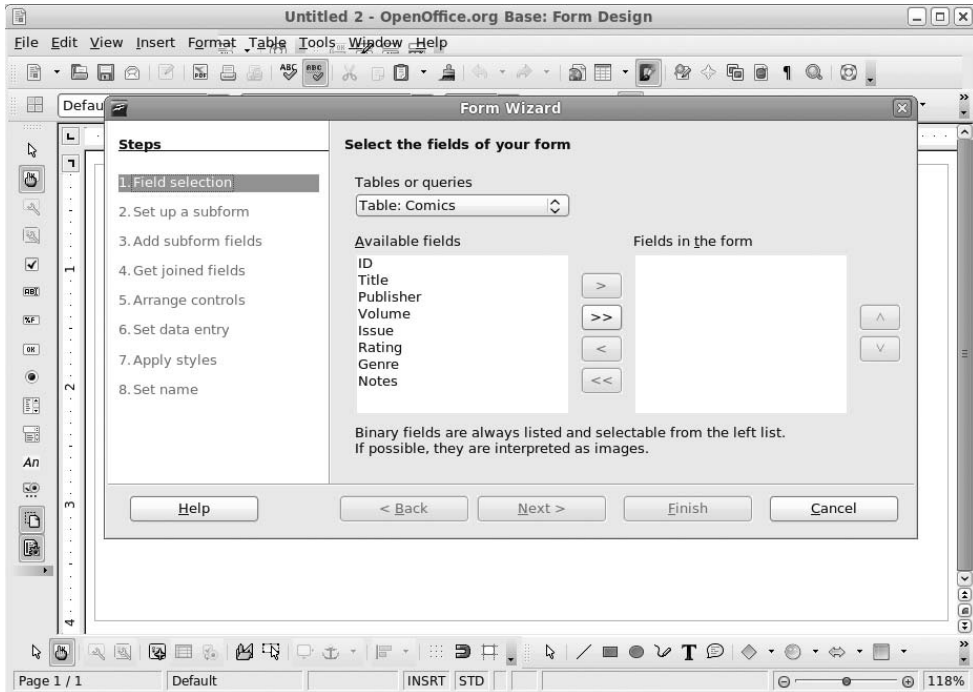 Untitled 2 - OpenOffice.org Base: Form Design
File Edit View Insert Format Table Tools Window Help
Defau
Form Wizard
Steps
1. Field selection
2. Set up a subform
3. Add subform fields
4. Get joined fields
5. Arrange controls
6. Set data entry
7. Apply styles
8. Set name
Select the fields of your form
Tables or queries
Table: Comics
Available fields
ID
Title
Publisher
Volume
Issue
Rating
Genre
Notes
>
>>
<
<<
Fields in the form
Binary fields are always listed and selectable from the left list.
If possible, they are interpreted as images.
Help
< Back
Next >
Finish
Cancel
1
2
3
4
Page 1 / 1 Default INSRT STD 118%